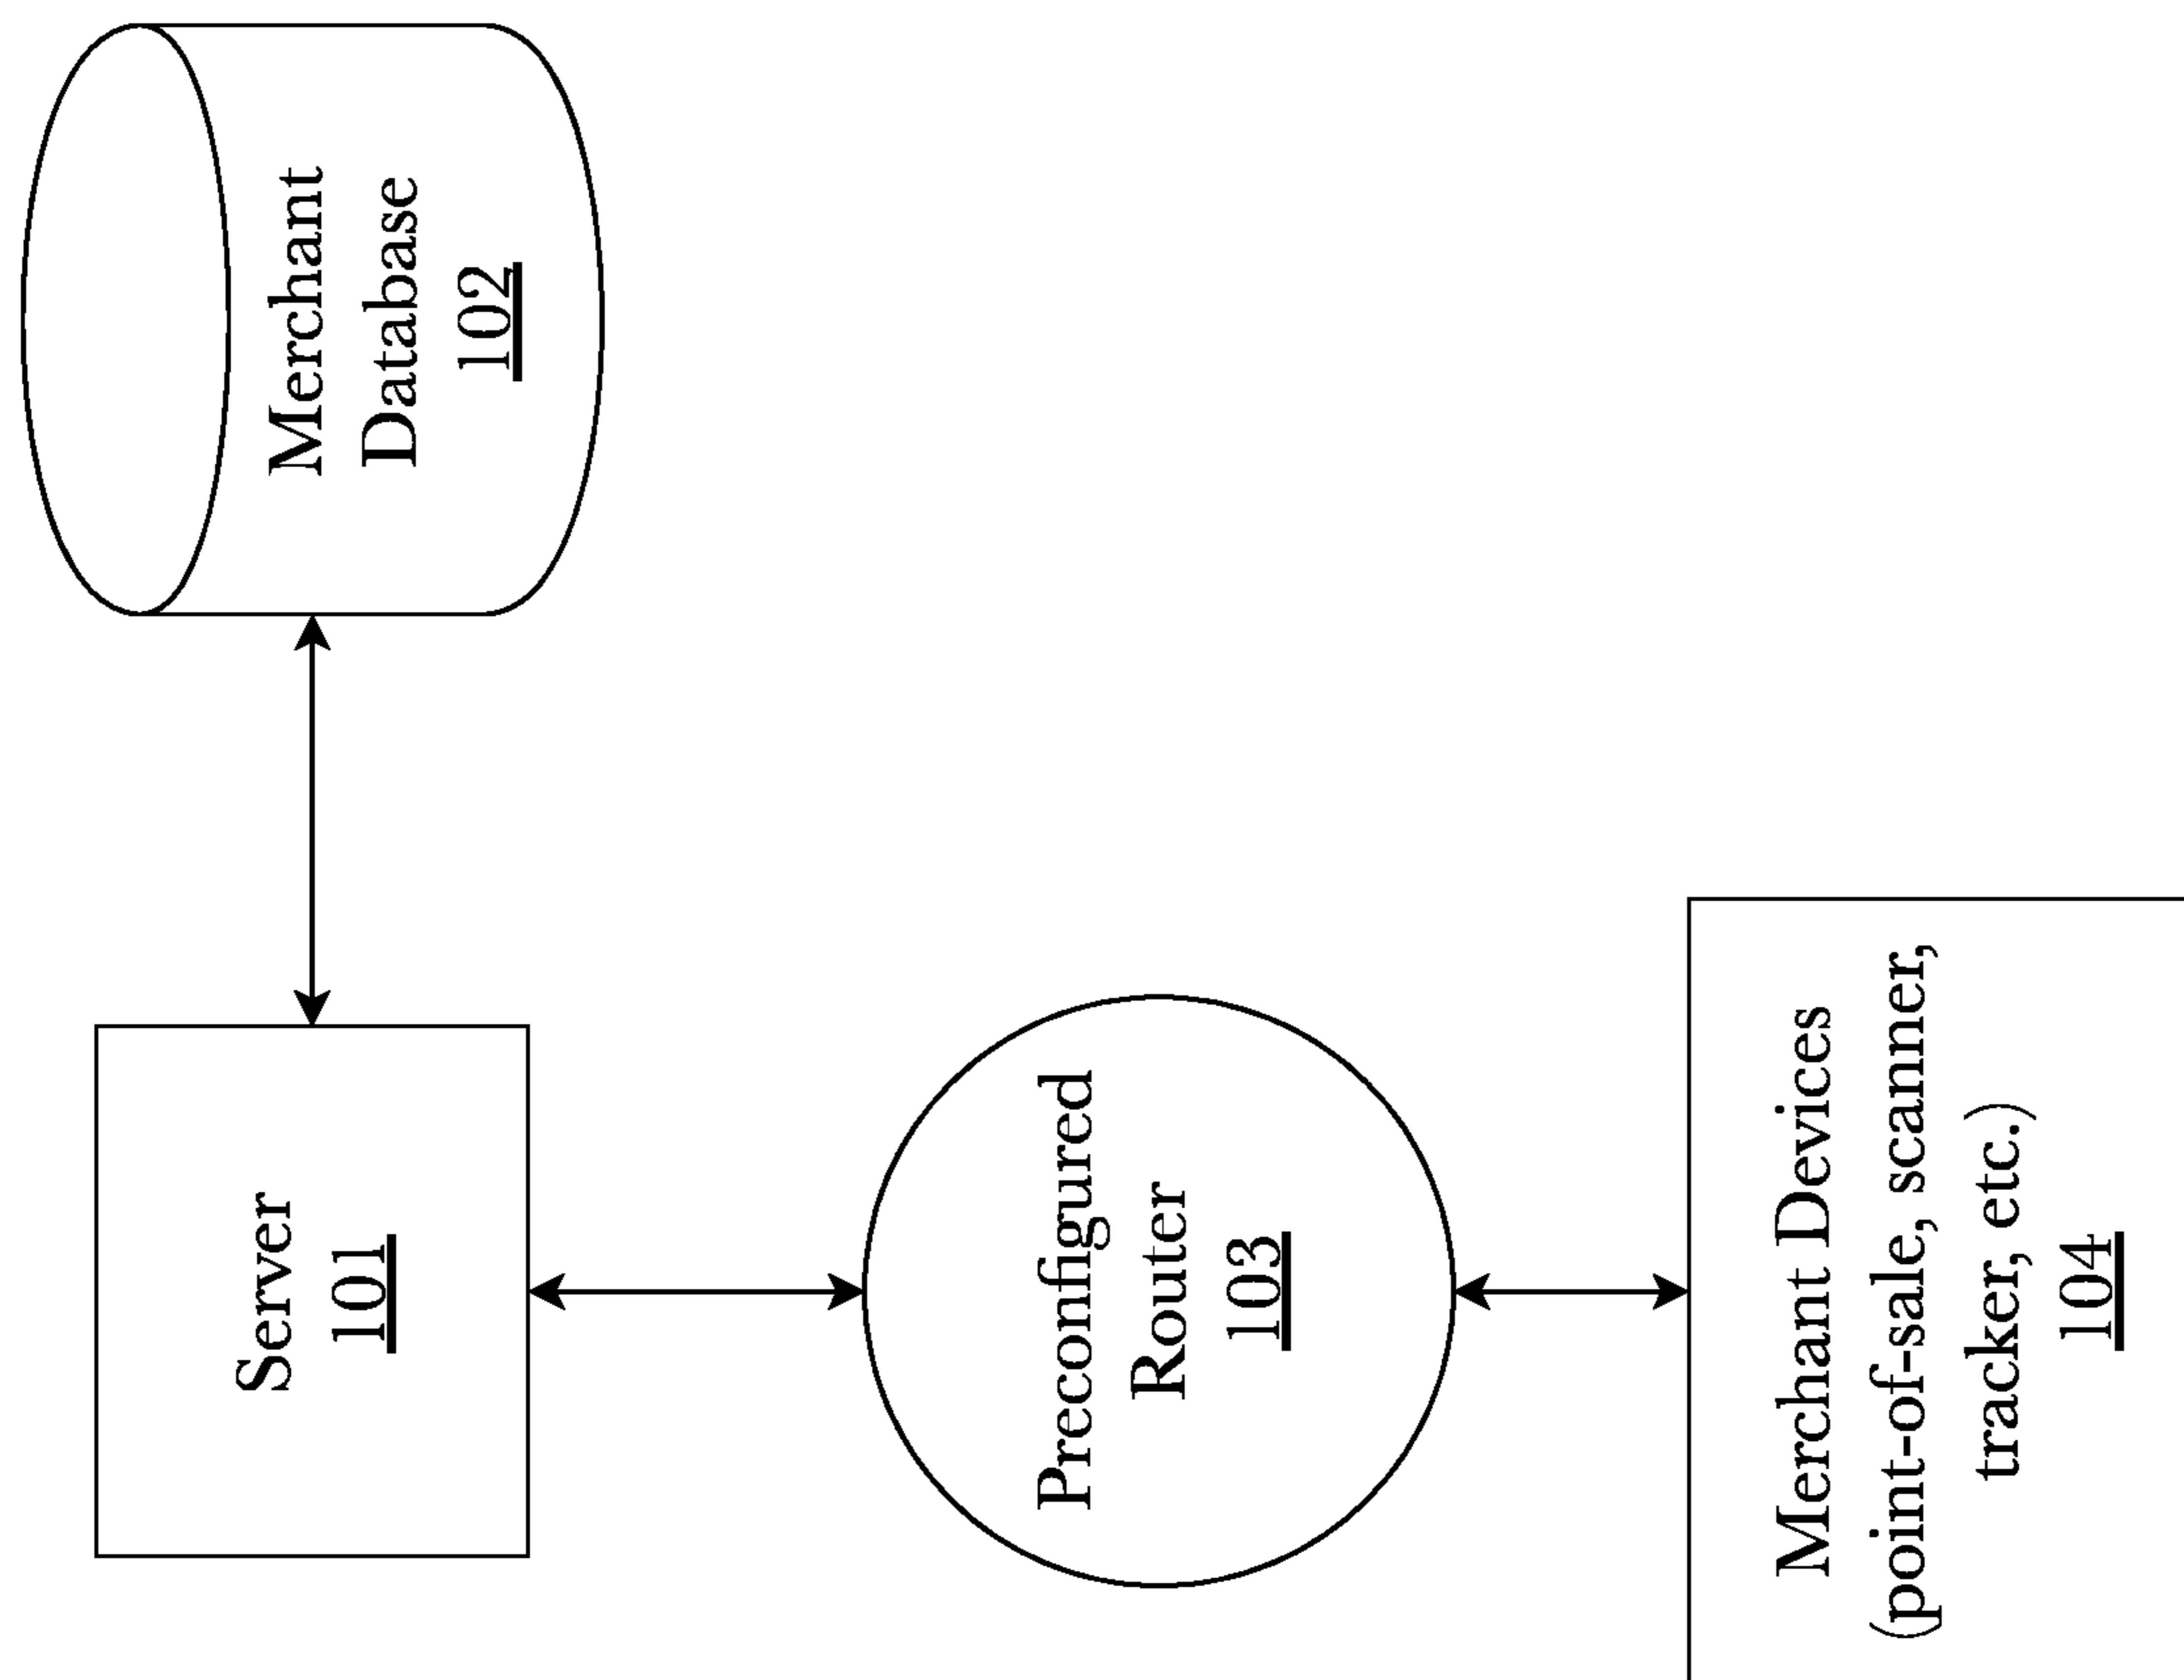 Server
101
Merchant
Database
102
Preconfigured
Router
103
Merchant Devices
(point-of-sale, scanner,
tracker, etc.)
104